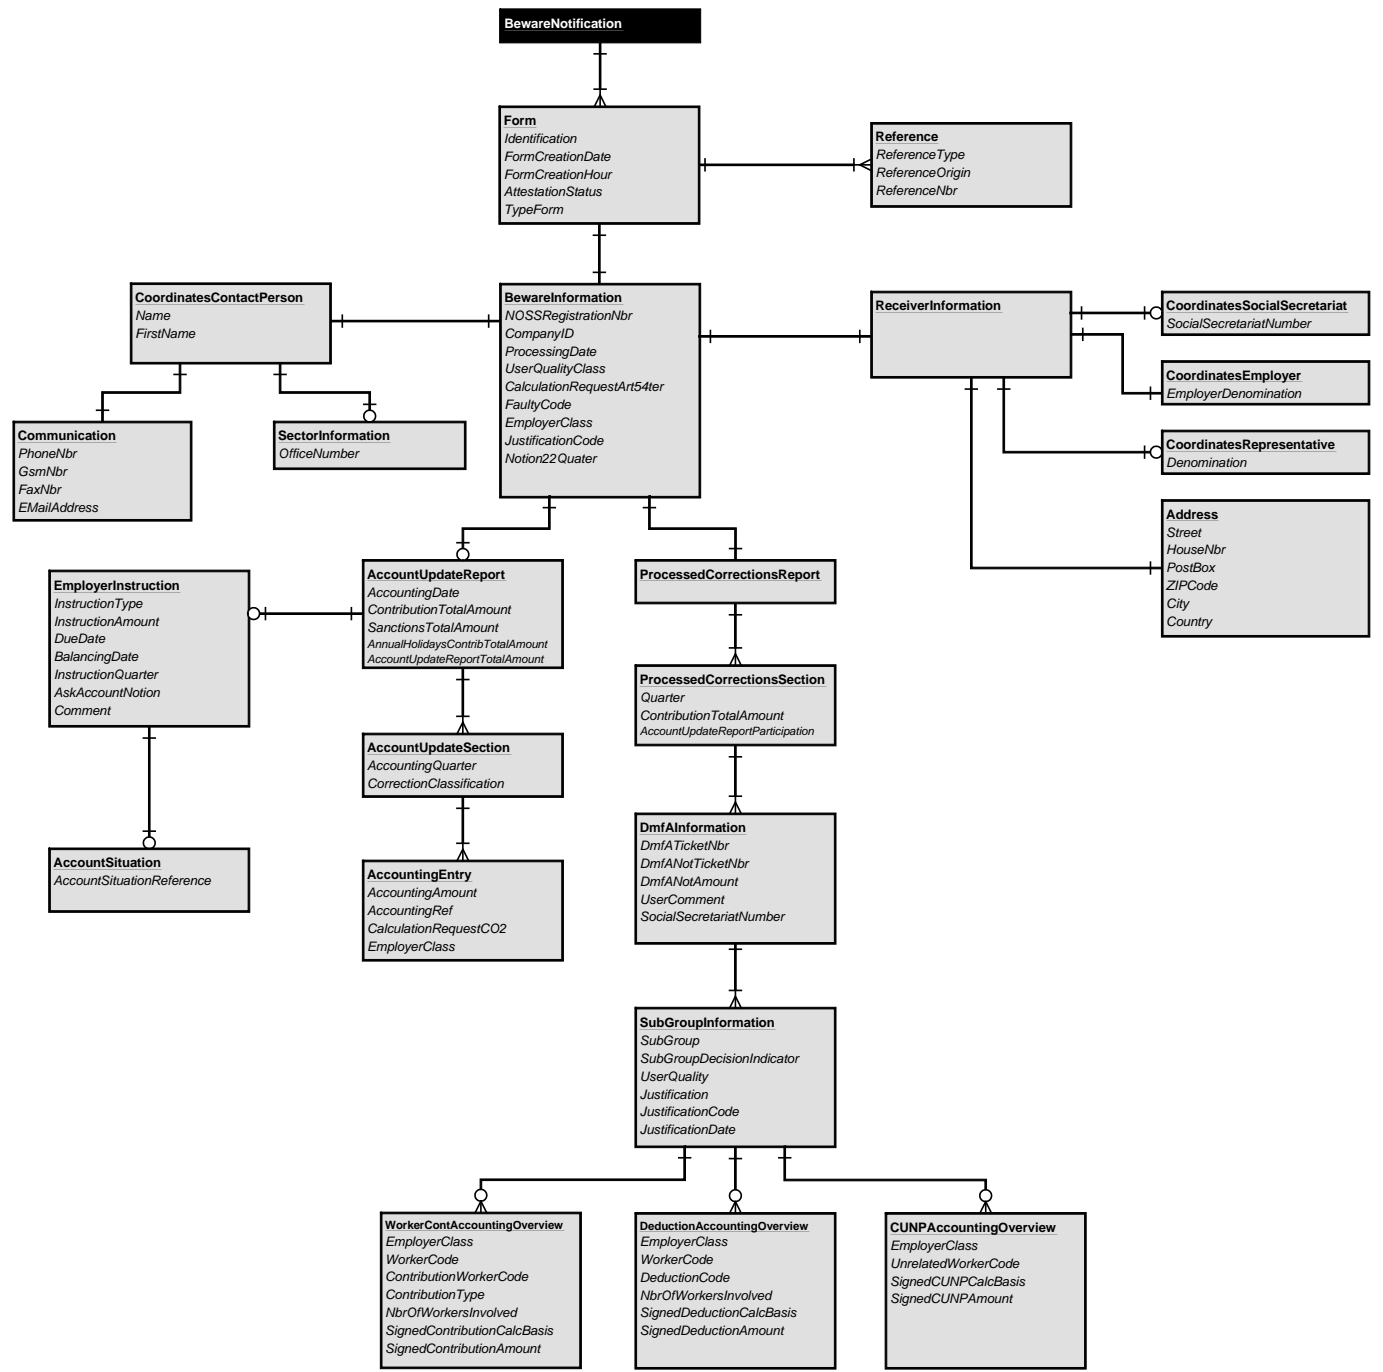 BewareNotification
Form
Identification
FormCreationDate
FormCreationHour
AttestationStatus
TypeForm
Reference
ReferenceType
ReferenceOrigin
ReferenceNbr
CoordinatesContactPerson
Name
FirstName
BewareInformation
NOSSRegistrationNbr
CompanyID
ProcessingDate
UserQualityClass
CalculationRequestArt54ter
FaultyCode
EmployerClass
JustificationCode
Notion22Quater
ReceiverInformation
CoordinatesSocialSecretariat
SocialSecretariatNumber
CoordinatesEmployer
EmployerDenomination
CoordinatesRepresentative
Denomination
Address
Street
HouseNbr
PostBox
ZIPCode
City
Country
Communication
PhoneNbr
GsmNbr
FaxNbr
EMailAddress
SectorInformation
OfficeNumber
EmployerInstruction
InstructionType
InstructionAmount
DueDate
BalancingDate
InstructionQuarter
AskAccountNotion
Comment
AccountUpdateReport
AccountingDate
ContributionTotalAmount
SanctionsTotalAmount
AnnualHolidaysContribTotalAmount
AccountUpdateReportTotalAmount
ProcessedCorrectionsReport
ProcessedCorrectionsSection
Quarter
ContributionTotalAmount
AccountUpdateReportParticipation
AccountUpdateSection
AccountingQuarter
CorrectionClassification
AccountSituation
AccountSituationReference
AccountingEntry
AccountingAmount
AccountingRef
CalculationRequestCO2
EmployerClass
DmfAInformation
DmfATicketNbr
DmfANotTicketNbr
DmfANotAmount
UserComment
SocialSecretariatNumber
SubGroupInformation
SubGroup
SubGroupDecisionIndicator
UserQuality
Justification
JustificationCode
JustificationDate
WorkerContAccountingOverview
EmployerClass
WorkerCode
ContributionWorkerCode
ContributionType
NbrOfWorkersInvolved
SignedContributionCalcBasis
SignedContributionAmount
DeductionAccountingOverview
EmployerClass
WorkerCode
DeductionCode
NbrOfWorkersInvolved
SignedDeductionCalcBasis
SignedDeductionAmount
CUNPAccountingOverview
EmployerClass
UnrelatedWorkerCode
SignedCUNPCalcBasis
SignedCUNPAmount